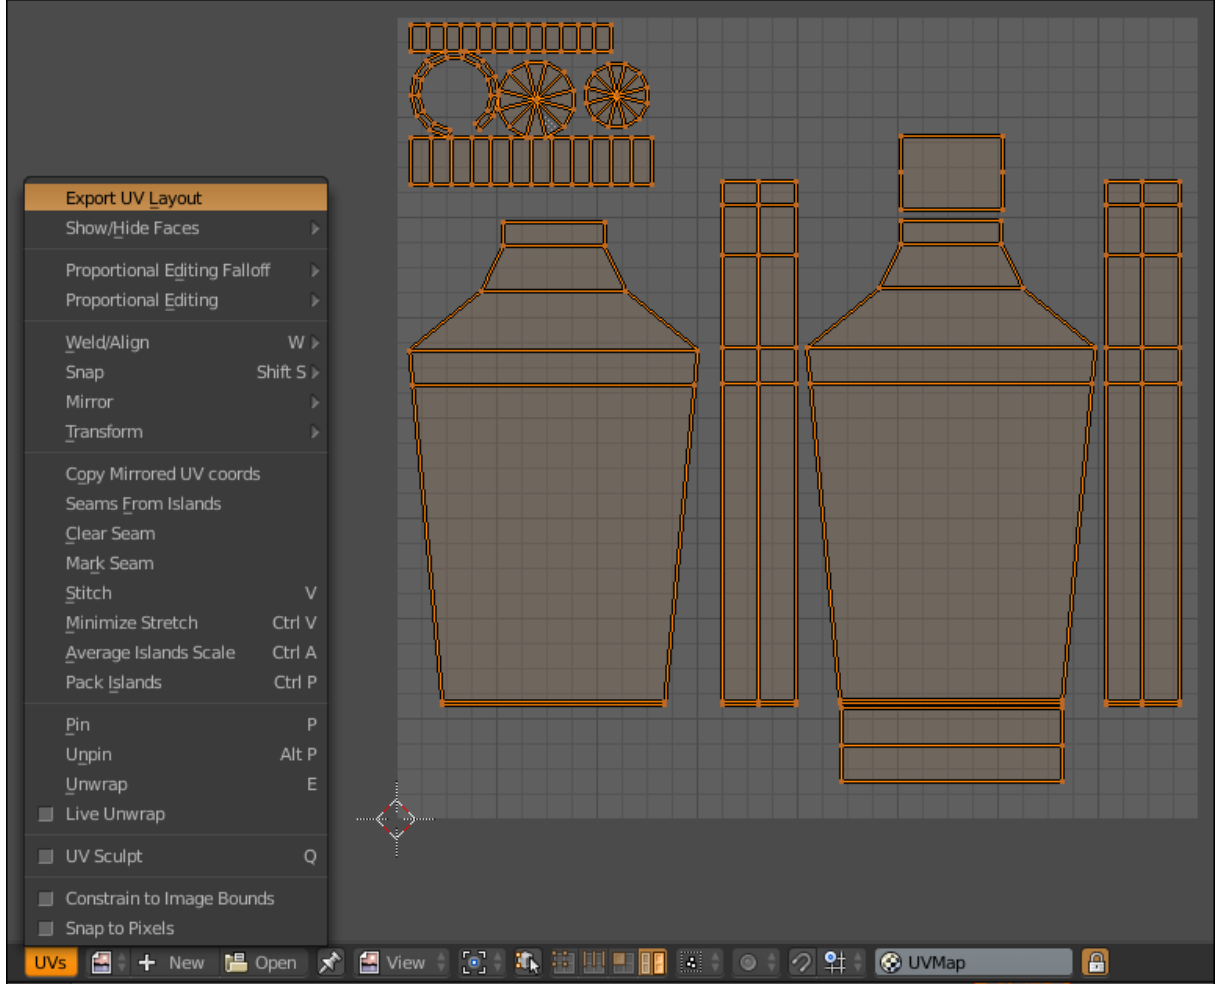 Export UV Layout
Show/Hide Faces
Proportional Editing Falloff
Proportional Editing
Weld/Align W
Snap Shift S
Mirror
Transform
Copy Mirrored UV coords
Seams From Islands
Clear Seam
Mark Seam
Stitch V
Minimize Stretch Ctrl V
Average Islands Scale Ctrl A
Pack Islands Ctrl P
Pin P
Unpin Alt P
Unwrap E
Live Unwrap
UV Sculpt Q
Constrain to Image Bounds
Snap to Pixels
UVs New Open View UVMap